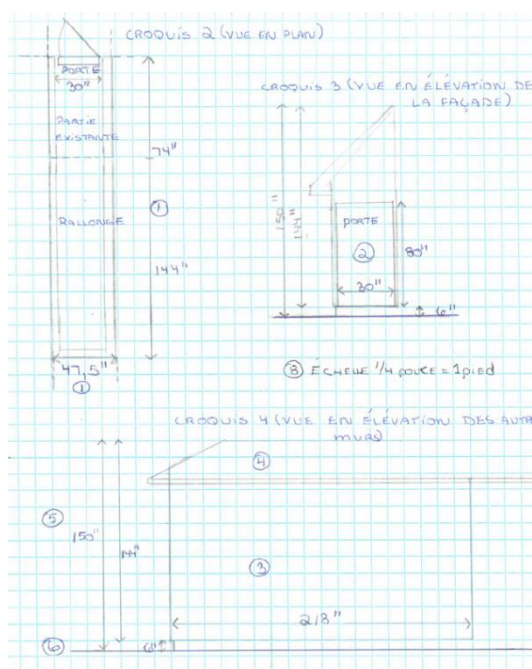 CROQUIS 2 (VUE EN PLAN)
PORTE
30"
PARTIE
EXISTANTE
74"
RALLONGE
①
144"
47,5"
①
CROQUIS 3 (VUE EN ÉLÉVATION DE
LA FAÇADE)
150"
144"
PORTE
②
80"
30"
6"
⑧ ÉCHELLE 1/4 POUCE = 1 pied
CROQUIS 4 (VUE EN ÉLÉVATION DES AUTR
MURS)
④
⑤
150"
144"
③
218"
⑥
6"